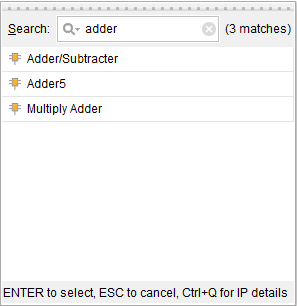 Search: adder (3 matches)
Adder/Subtracter
Adder5
Multiply Adder
ENTER to select, ESC to cancel, Ctrl+Q for IP details